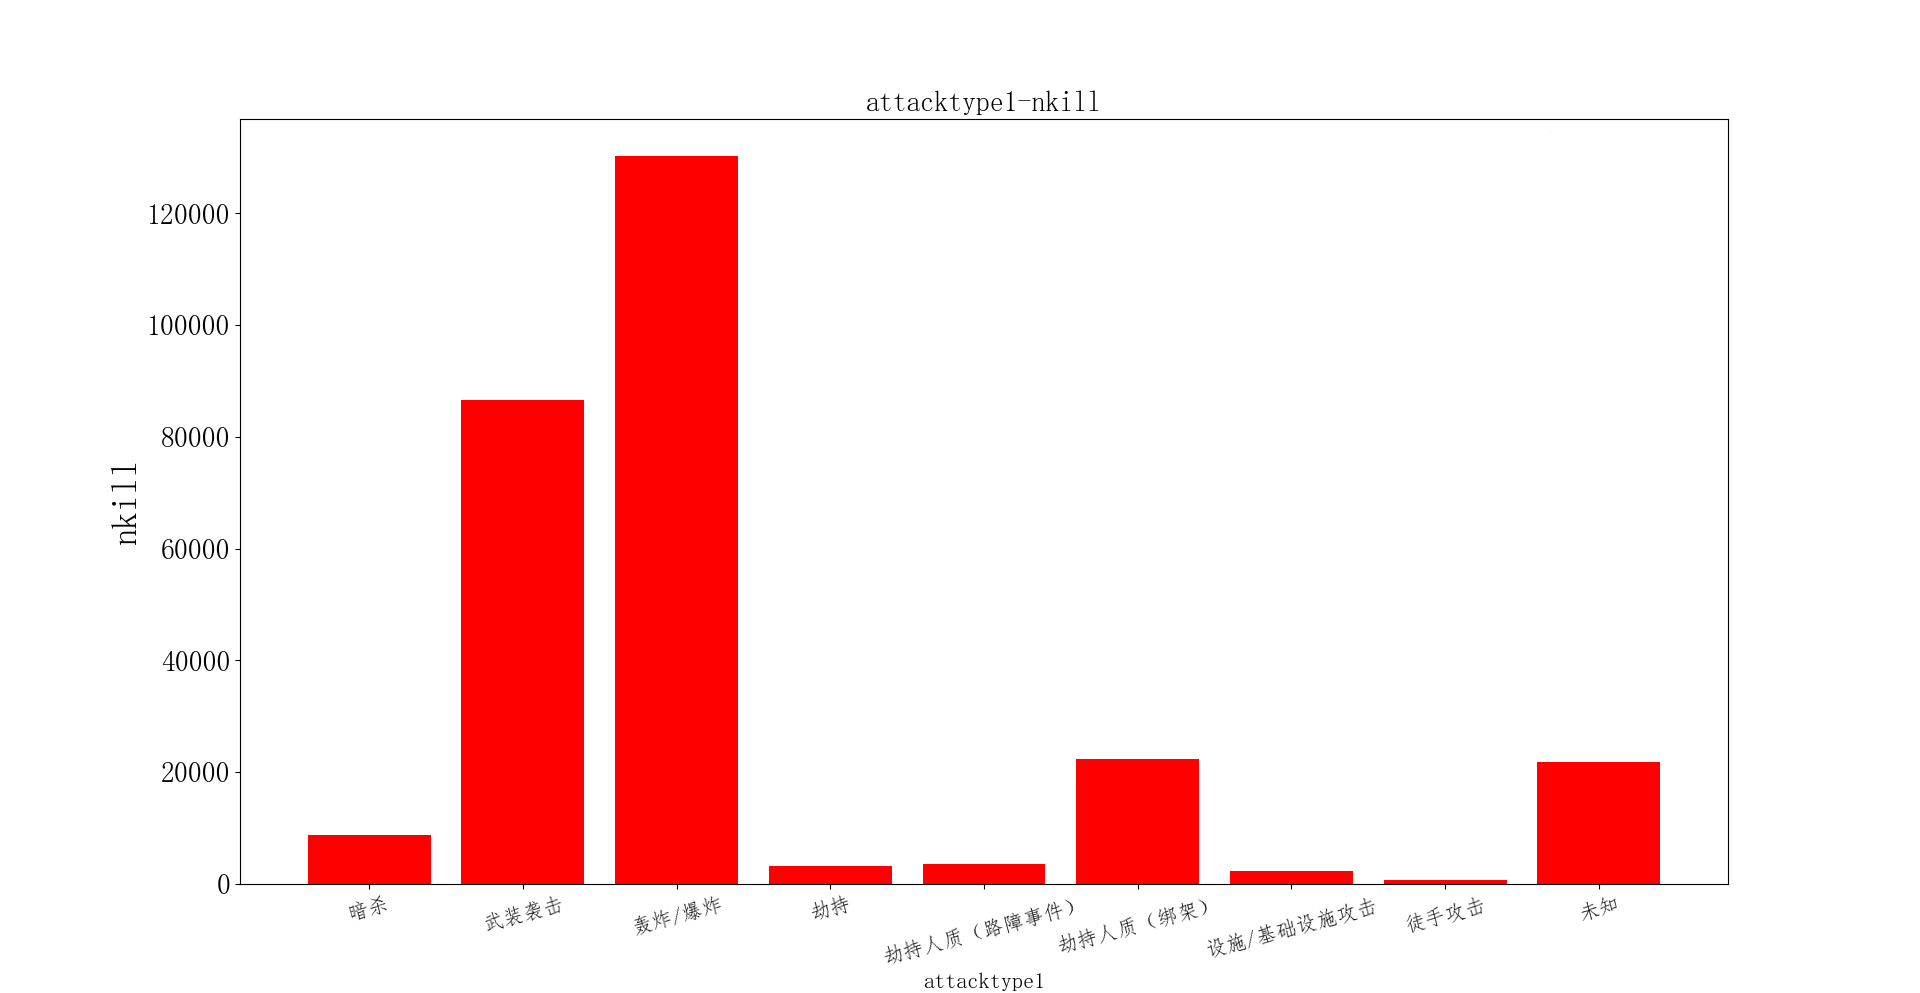 attacktype1-nkill
nkill
120000
100000
80000
60000
40000
20000
0
暗杀
武装袭击
轰炸/爆炸
劫持
劫持人质（路障事件）
劫持人质（绑架）
设施/基础设施攻击
徒手攻击
未知
attacktype1